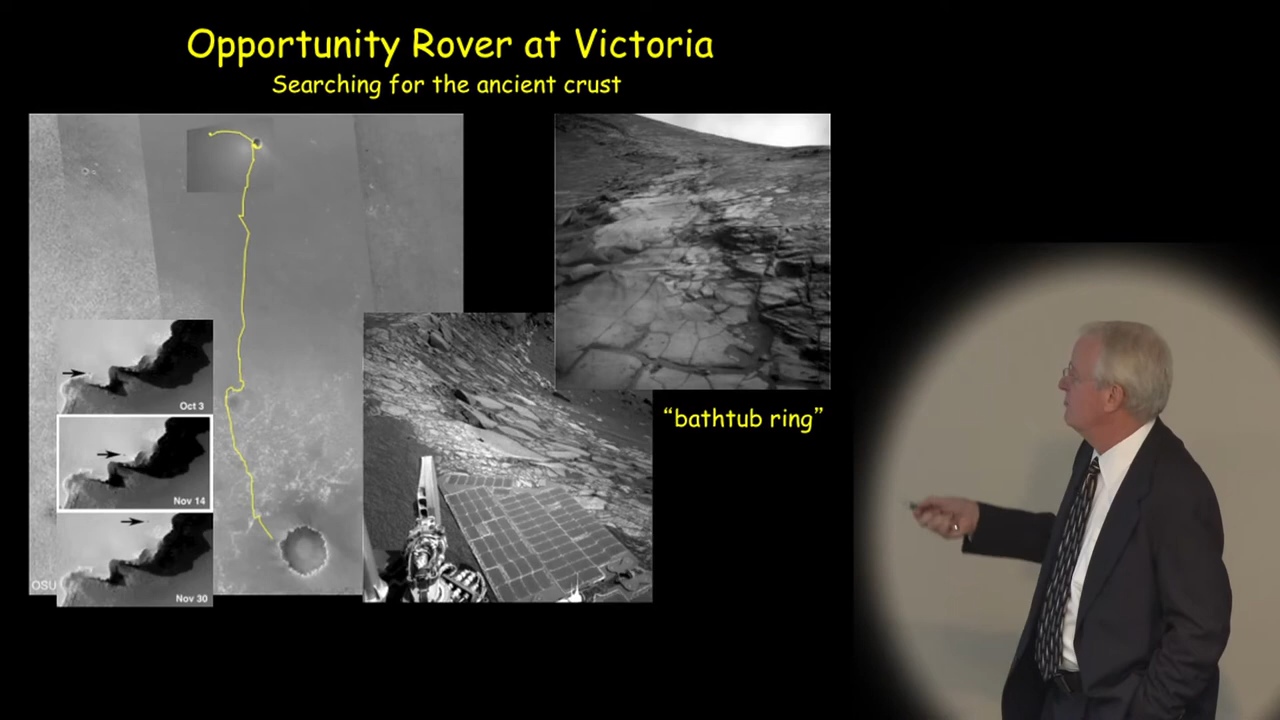 Opportunity Rover at Victoria
Searching for the ancient crust
Oct 3
Nov 14
Nov 30
OSU
“bathtub ring”